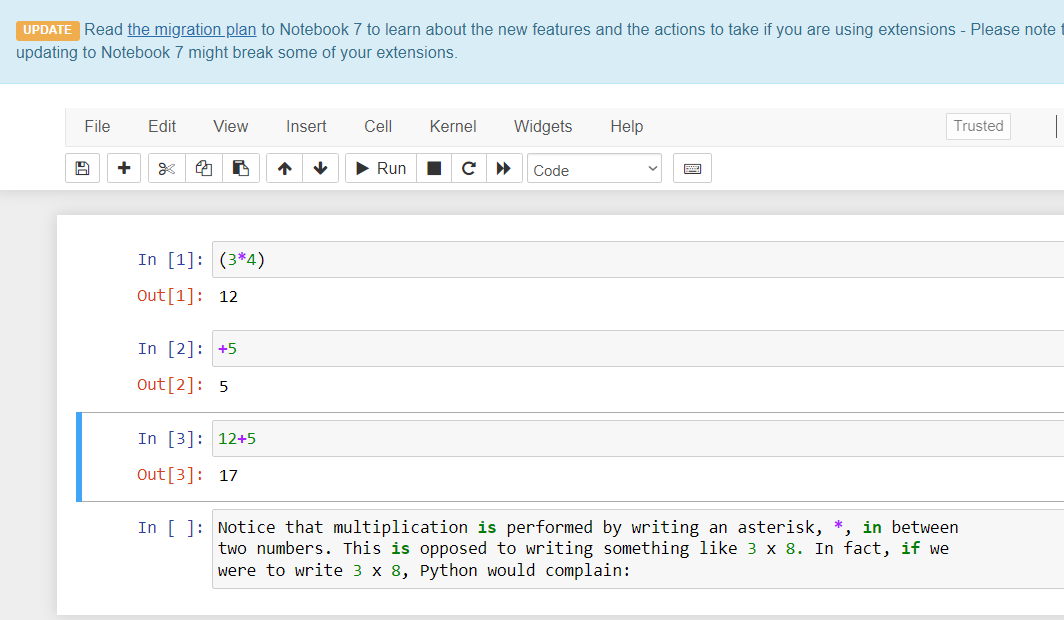 UPDATE Read the migration plan to Notebook 7 to learn about the new features and the actions to take if you are using extensions - Please note
updating to Notebook 7 might break some of your extensions.
File Edit View Insert Cell Kernel Widgets Help Trusted
Run Code
In [1]: (3*4)
Out[1]: 12
In [2]: +5
Out[2]: 5
In [3]: 12+5
Out[3]: 17
In [ ]: Notice that multiplication is performed by writing an asterisk, *, in between
two numbers. This is opposed to writing something like 3 x 8. In fact, if we
were to write 3 x 8, Python would complain: